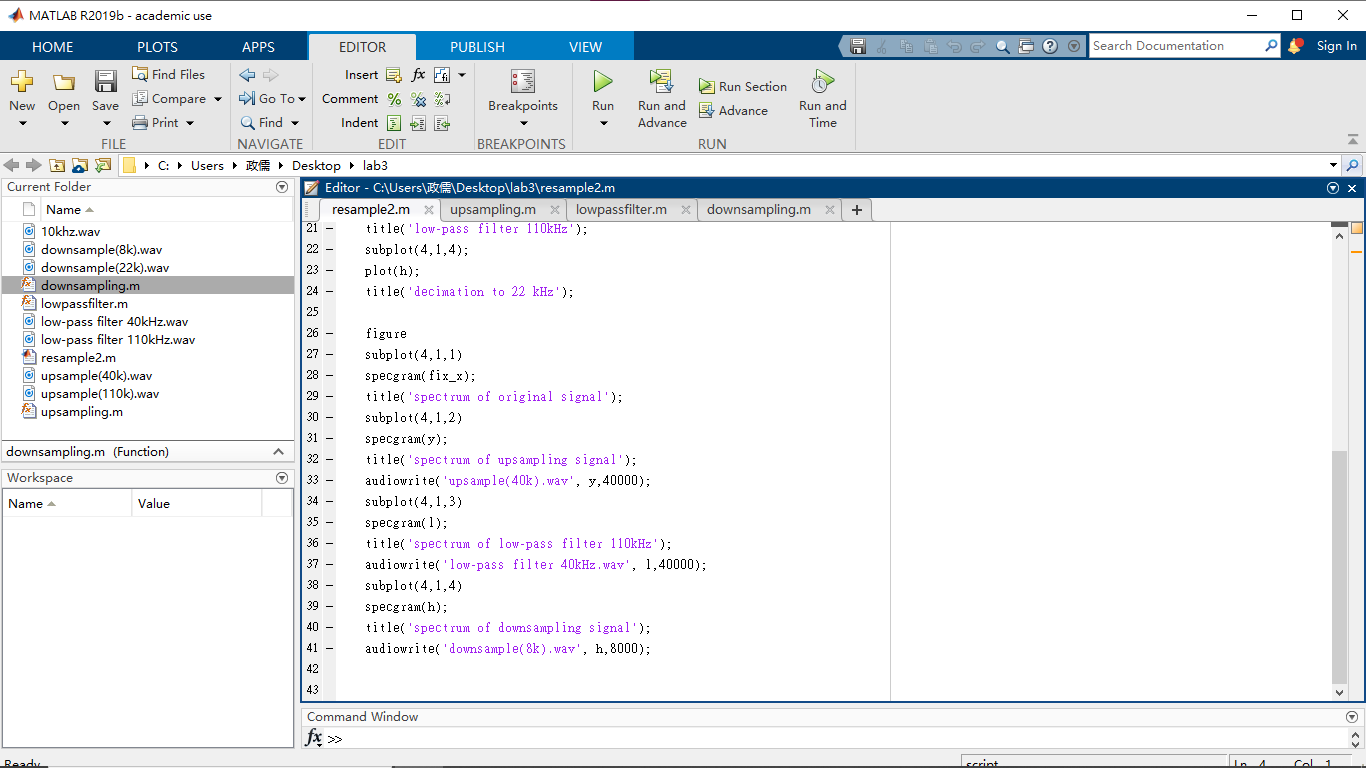 MATLAB R2019b - academic use
HOME PLOTS APPS EDITOR PUBLISH VIEW Search Documentation Sign In
New Open Save Find Files Compare Print
Go To Find
Insert fx
Comment
Indent
Breakpoints
Run Run and Advance Run Section Advance Run and Time
FILE NAVIGATE EDIT BREAKPOINTS RUN
C: Users 政儒 Desktop lab3
Current Folder
Name
10khz.wav
downsample(8k).wav
downsample(22k).wav
downsampling.m
lowpassfilter.m
low-pass filter 40kHz.wav
low-pass filter 110kHz.wav
resample2.m
upsample(40k).wav
upsample(110k).wav
upsampling.m
downsampling.m (Function)
Workspace
Name Value
Editor - C:\Users\政儒\Desktop\lab3\resample2.m
resample2.m upsampling.m lowpassfilter.m downsampling.m
21 – title('low-pass filter 110kHz');
22 – subplot(4,1,4);
23 – plot(h);
24 – title('decimation to 22 kHz');
25
26 – figure
27 – subplot(4,1,1)
28 – specgram(fix_x);
29 – title('spectrum of original signal');
30 – subplot(4,1,2)
31 – specgram(y);
32 – title('spectrum of upsampling signal');
33 – audiowrite('upsample(40k).wav', y,40000);
34 – subplot(4,1,3)
35 – specgram(l);
36 – title('spectrum of low-pass filter 110kHz');
37 – audiowrite('low-pass filter 40kHz.wav', l,40000);
38 – subplot(4,1,4)
39 – specgram(h);
40 – title('spectrum of downsampling signal');
41 – audiowrite('downsample(8k).wav', h,8000);
42
43
Command Window
fx >>
Ready script Ln 4 Col 1